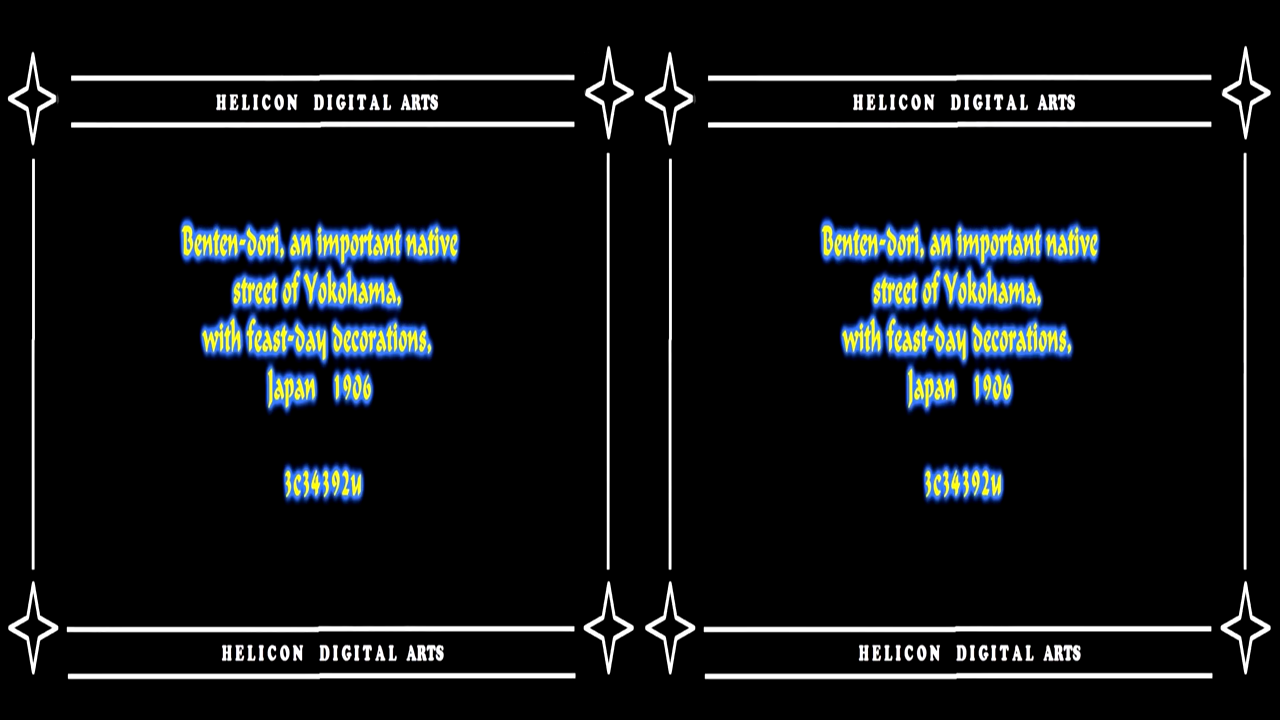 HELICON DIGITAL ARTS
Benten-dori, an important native
street of Yokohama,
with feast-day decorations,
Japan 1906
3c34392u
HELICON DIGITAL ARTS
HELICON DIGITAL ARTS
Benten-dori, an important native
street of Yokohama,
with feast-day decorations,
Japan 1906
3c34392u
HELICON DIGITAL ARTS